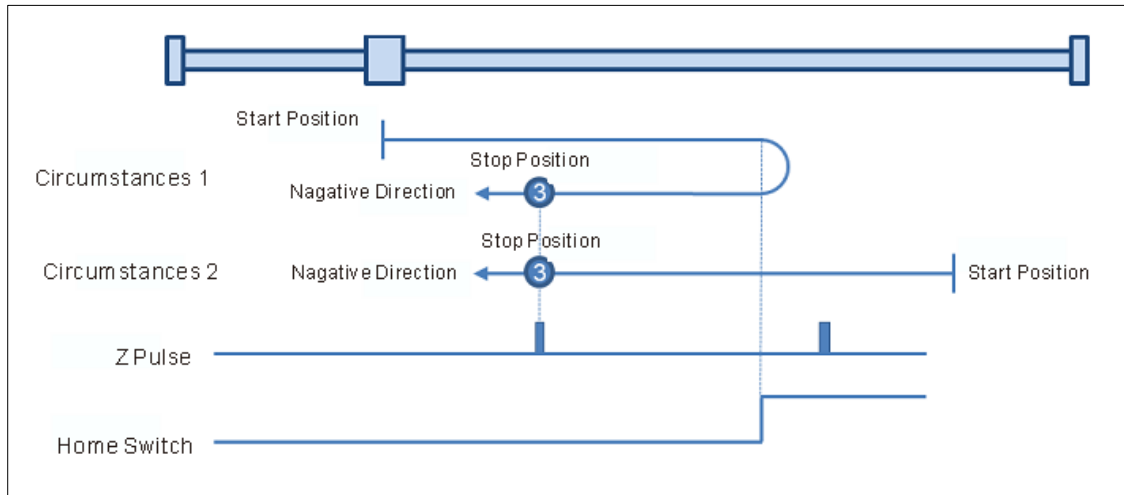 Start Position
Stop Position
Circumstances 1
Nagative Direction
3
Stop Position
Circumstances 2
Nagative Direction
3
Start Position
Z Pulse
Home Switch